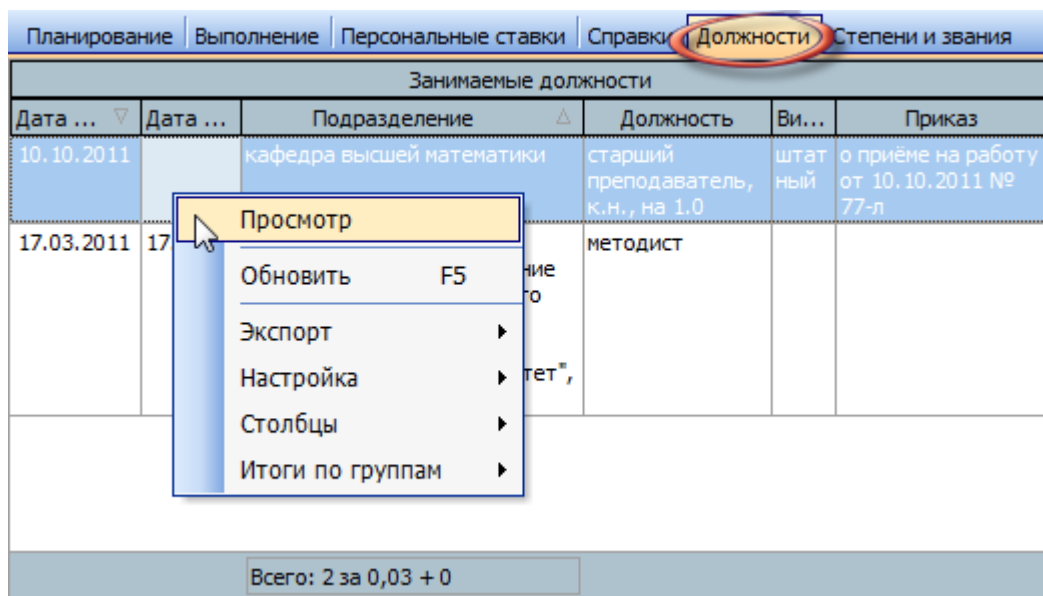 Планирование Выполнение Персональные ставки Справки Должности Степени и звания
Занимаемые должности
Дата ... Дата ... Подразделение Должность Ви... Приказ
10.10.2011 кафедра высшей математики старший штат о приёме на работу
преподаватель, ный от 10.10.2011 №
к.н., на 1.0 77-л
Просмотр
17.03.2011 17. методист
Обновить F5
Экспорт
Настройка тет",
Столбцы
Итоги по группам
Всего: 2 за 0,03 + 0